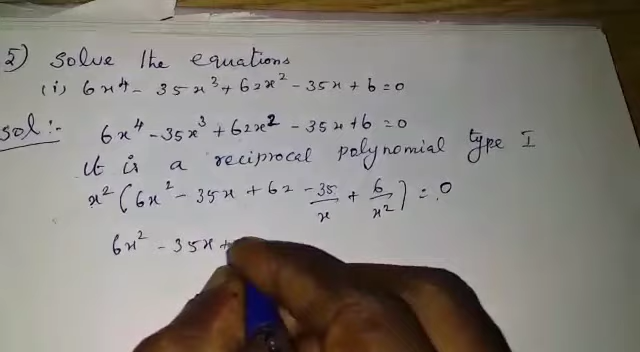 5) Solve the equations
(i) 6x⁴ - 35x³ + 62x² - 35x + 6 = 0
Sol:- 6x⁴ - 35x³ + 62x² - 35x + 6 = 0
It is a reciprocal polynomial type I
x² (6x² - 35x + 62 - 35/x + 6/x²) = 0
6x² - 35x +